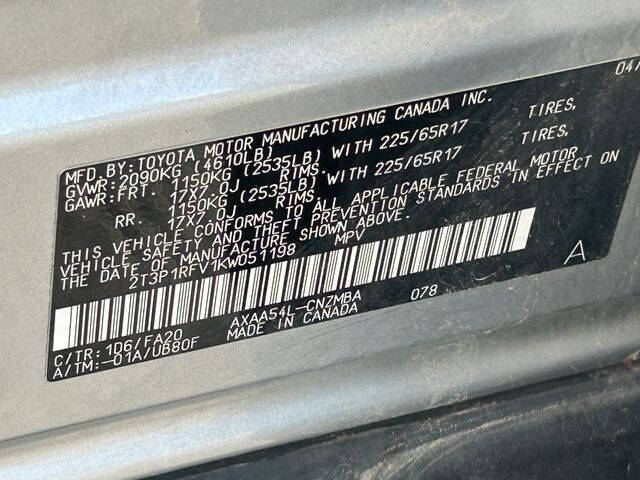 MFD.BY:TOYOTA MOTOR MANUFACTURING CANADA INC. 04/
GVWR:2090KG (4610LB)
GAWR:FRT. 1150KG (2535LB) WITH 225/65R17 TIRES,
17X7.0J RIMS.
RR. 1150KG (2535LB) WITH 225/65R17 TIRES,
17X7.0J RIMS
THIS VEHICLE CONFORMS TO ALL APPLICABLE FEDERAL MOTOR
VEHICLE SAFETY AND THEFT PREVENTION STANDARDS IN EFFECT ON
THE DATE OF MANUFACTURE SHOWN ABOVE.
2T3P1RFV1KW051198 MPV
A
AXAA54L-CNZMBA 078
C/TR: 1D6/FA20 MADE IN CANADA
A/TM:-01A/UB80F